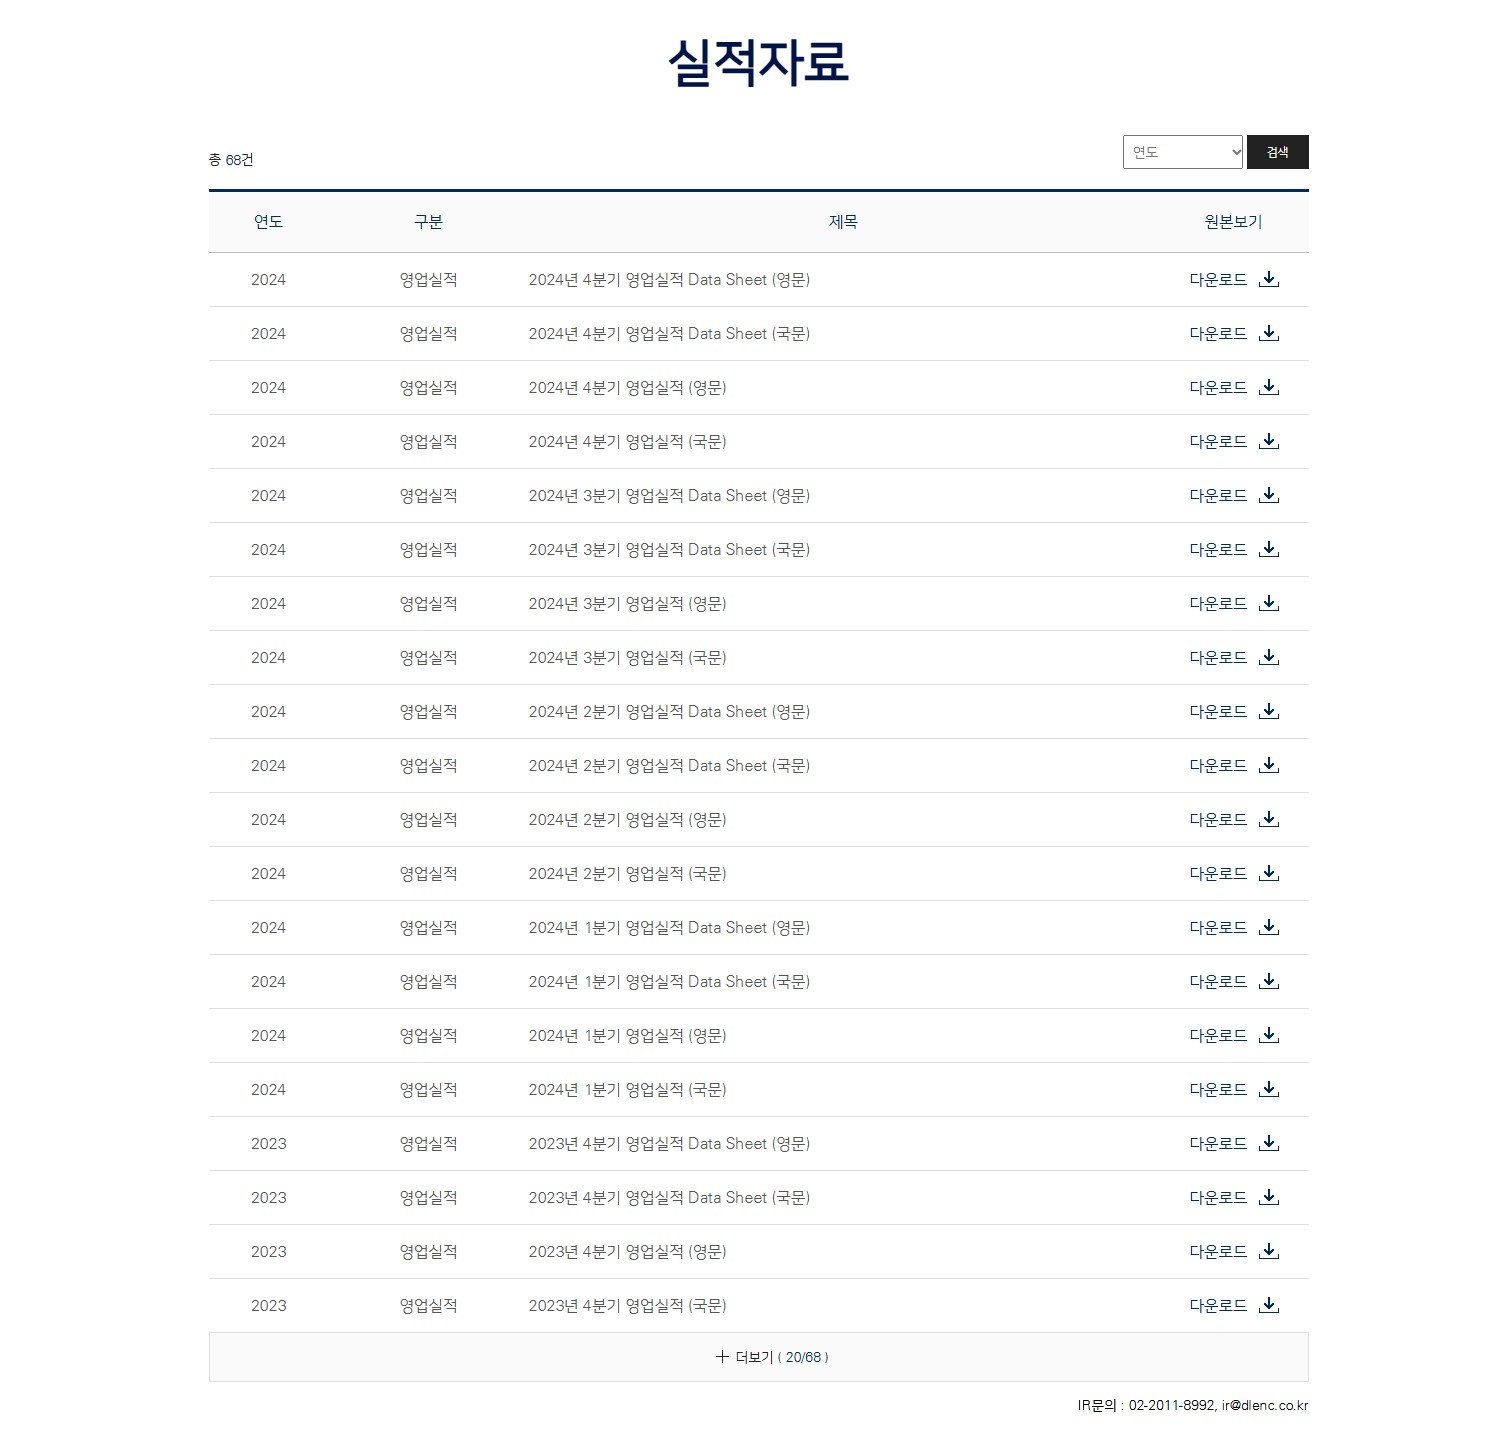 실적자료
총 68건
연도 검색
연도 구분 제목 원본보기
2024 영업실적 2024년 4분기 영업실적 Data Sheet (영문) 다운로드
2024 영업실적 2024년 4분기 영업실적 Data Sheet (국문) 다운로드
2024 영업실적 2024년 4분기 영업실적 (영문) 다운로드
2024 영업실적 2024년 4분기 영업실적 (국문) 다운로드
2024 영업실적 2024년 3분기 영업실적 Data Sheet (영문) 다운로드
2024 영업실적 2024년 3분기 영업실적 Data Sheet (국문) 다운로드
2024 영업실적 2024년 3분기 영업실적 (영문) 다운로드
2024 영업실적 2024년 3분기 영업실적 (국문) 다운로드
2024 영업실적 2024년 2분기 영업실적 Data Sheet (영문) 다운로드
2024 영업실적 2024년 2분기 영업실적 Data Sheet (국문) 다운로드
2024 영업실적 2024년 2분기 영업실적 (영문) 다운로드
2024 영업실적 2024년 2분기 영업실적 (국문) 다운로드
2024 영업실적 2024년 1분기 영업실적 Data Sheet (영문) 다운로드
2024 영업실적 2024년 1분기 영업실적 Data Sheet (국문) 다운로드
2024 영업실적 2024년 1분기 영업실적 (영문) 다운로드
2024 영업실적 2024년 1분기 영업실적 (국문) 다운로드
2023 영업실적 2023년 4분기 영업실적 Data Sheet (영문) 다운로드
2023 영업실적 2023년 4분기 영업실적 Data Sheet (국문) 다운로드
2023 영업실적 2023년 4분기 영업실적 (영문) 다운로드
2023 영업실적 2023년 4분기 영업실적 (국문) 다운로드
더보기 ( 20/68 )
IR문의 : 02-2011-8992, ir@dlenc.co.kr